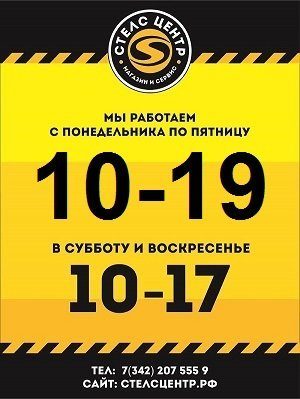 СТЕЛС ЦЕНТР
S
МАГАЗИН И СЕРВИС
МЫ РАБОТАЕМ
С ПОНЕДЕЛЬНИКА ПО ПЯТНИЦУ
10-19
В СУББОТУ И ВОСКРЕСЕНЬЕ
10-17
ТЕЛ: 7(342) 207 555 9
САЙТ: СТЕЛСЦЕНТР.РФ